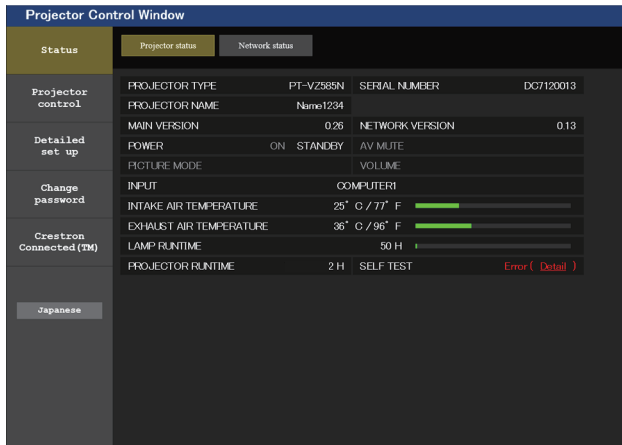 Projector Control Window
Status
Projector status
Network status
Projector
control
Detailed
set up
Change
password
Crestron
Connected(TM)
Japanese
PROJECTOR TYPE PT-VZ585N SERIAL NUMBER DC7120013
PROJECTOR NAME Name1234
MAIN VERSION 0.26 NETWORK VERSION 0.13
POWER ON STANDBY AV MUTE
PICTURE MODE VOLUME
INPUT COMPUTER1
INTAKE AIR TEMPERATURE 25° C / 77° F
EXHAUST AIR TEMPERATURE 36° C / 96° F
LAMP RUNTIME 50 H
PROJECTOR RUNTIME 2 H SELF TEST Error( Detail )